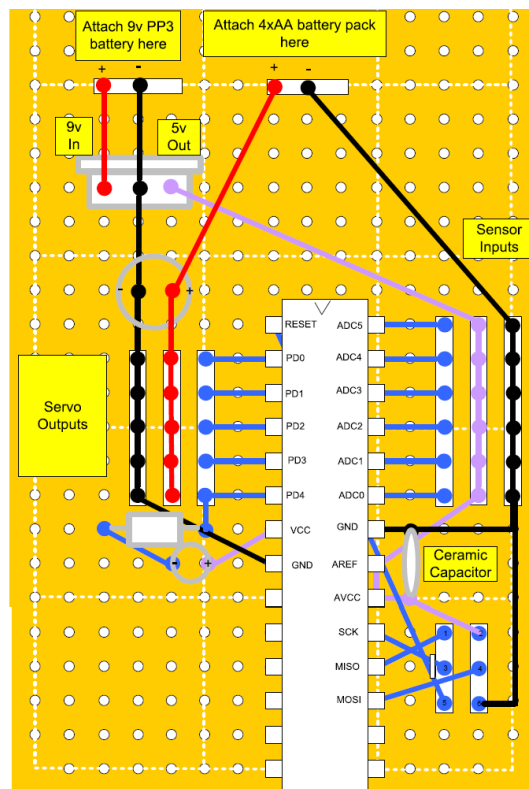 Attach 9v PP3
battery here
Attach 4xAA battery pack
here
+
-
+
-
9v
In
5v
Out
Sensor
Inputs
-
+
RESET
ADC5
PD0
ADC4
PD1
ADC3
Servo
Outputs
PD2
ADC2
PD3
ADC1
PD4
ADC0
VCC
GND
-
+
GND
AREF
Ceramic
Capacitor
AVCC
SCK
1
2
MISO
3
4
MOSI
5
6